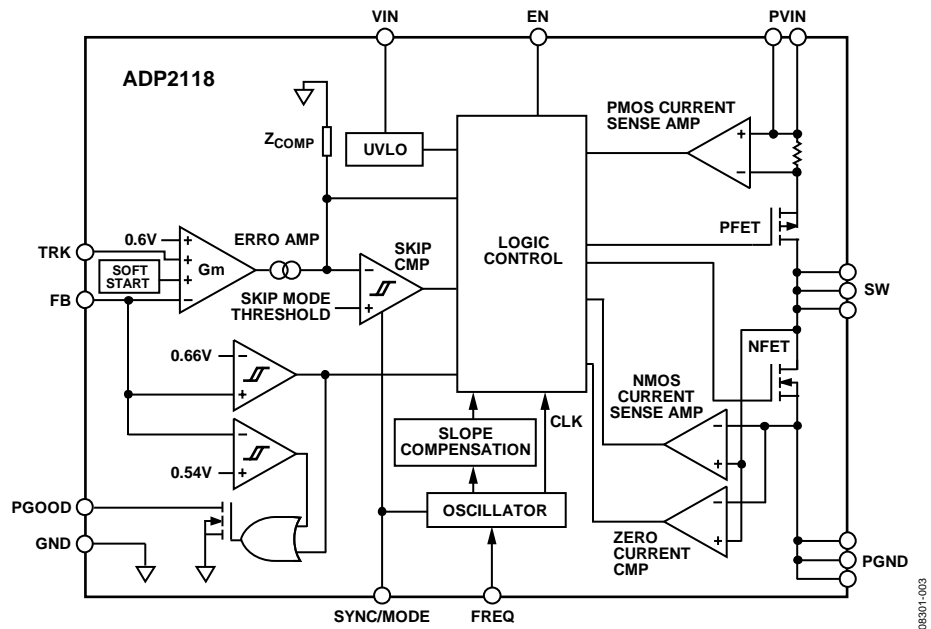 VIN
EN
PVIN
ADP2118
ZCOMP
UVLO
PMOS CURRENT
SENSE AMP
LOGIC
CONTROL
PFET
0.6V
TRK
SOFT
START
FB
Gm
ERRO AMP
SKIP
CMP
SKIP MODE
THRESHOLD
SW
NFET
0.66V
0.54V
NMOS
CURRENT
SENSE AMP
CLK
SLOPE
COMPENSATION
OSCILLATOR
ZERO
CURRENT
CMP
PGOOD
GND
PGND
SYNC/MODE
FREQ
08301-003